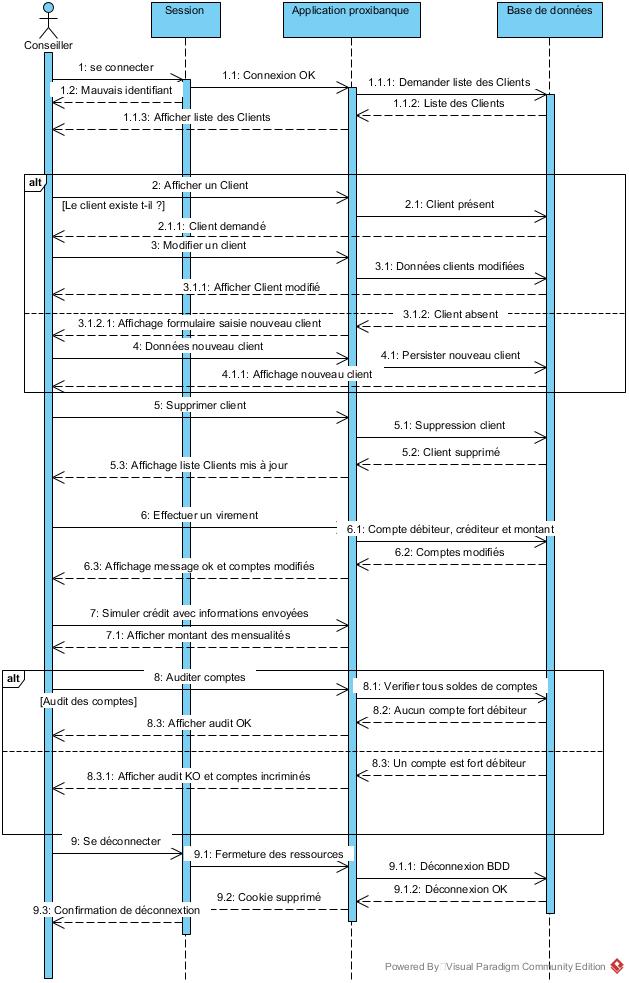 Session
Application proxibanque
Base de données
Conseiller
1: se connecter
1.1: Connexion OK
1.1.1: Demander liste des Clients
1.2: Mauvais identifiant
1.1.2: Liste des Clients
1.1.3: Afficher liste des Clients
alt
2: Afficher un Client
[Le client existe t-il ?]
2.1: Client présent
2.1.1: Client demandé
3: Modifier un client
3.1: Données clients modifiées
3.1.1: Afficher Client modifié
3.1.2: Client absent
3.1.2.1: Affichage formulaire saisie nouveau client
4: Données nouveau client
4.1: Persister nouveau client
4.1.1: Affichage nouveau client
5: Supprimer client
5.1: Suppression client
5.2: Client supprimé
5.3: Affichage liste Clients mis à jour
6: Effectuer un virement
6.1: Compte débiteur, créditeur et montant
6.2: Comptes modifiés
6.3: Affichage message ok et comptes modifiés
7: Simuler crédit avec informations envoyées
7.1: Afficher montant des mensualités
alt
8: Auditer comptes
8.1: Verifier tous soldes de comptes
[Audit des comptes]
8.2: Aucun compte fort débiteur
8.3: Afficher audit OK
8.3: Un compte est fort débiteur
8.3.1: Afficher audit KO et comptes incriminés
9: Se déconnecter
9.1: Fermeture des ressources
9.1.1: Déconnexion BDD
9.1.2: Déconnexion OK
9.2: Cookie supprimé
9.3: Confirmation de déconnextion
Powered By Visual Paradigm Community Edition